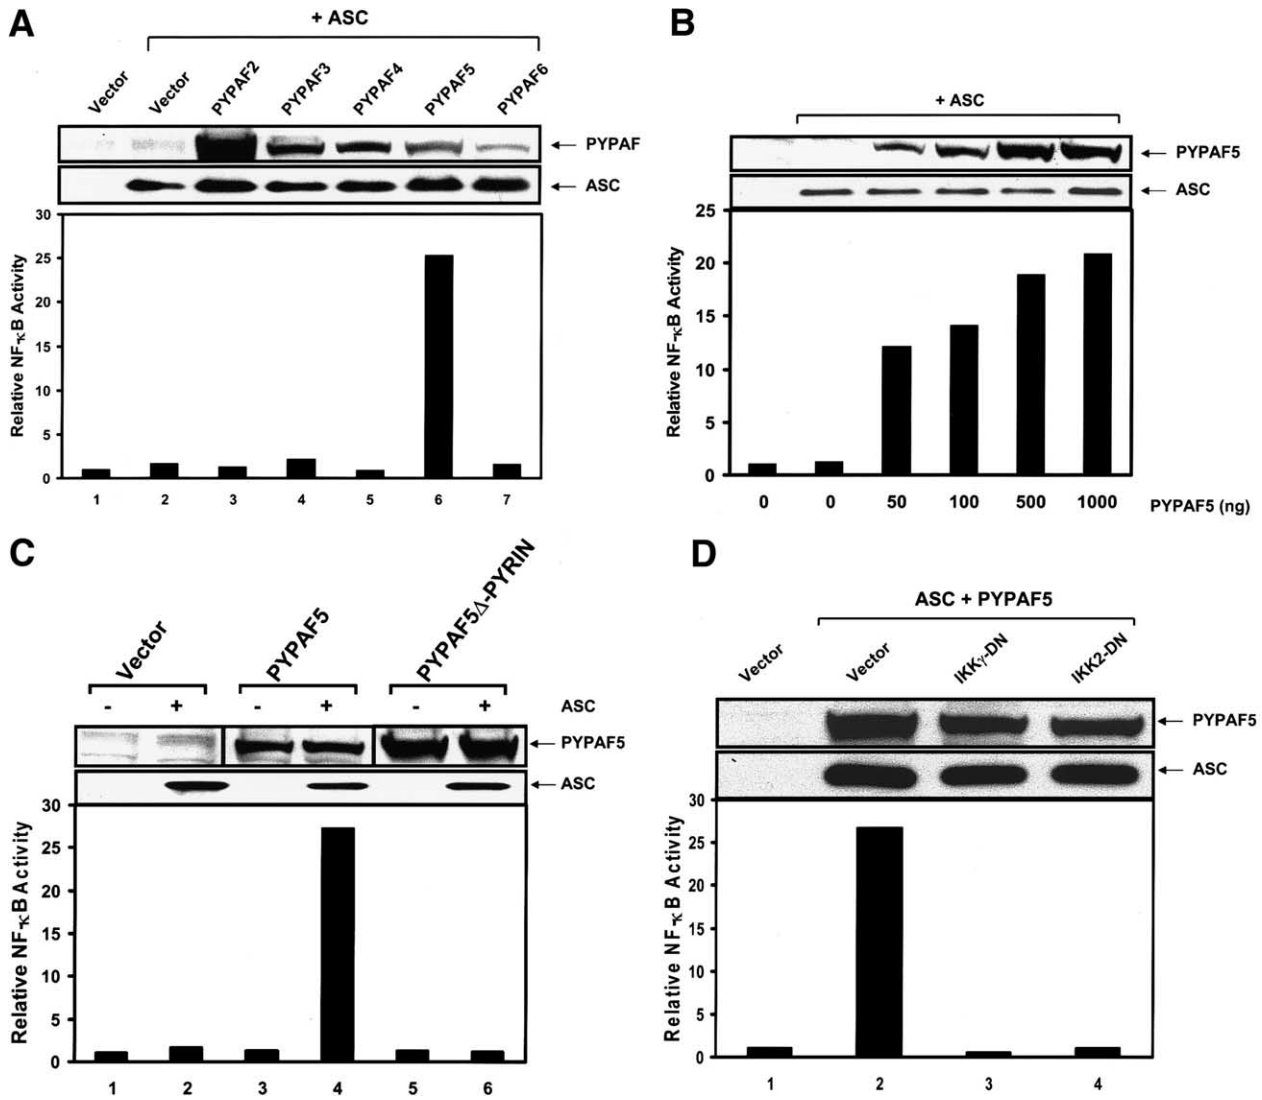 A
+ ASC
Vector
Vector
PYPAF2
PYPAF3
PYPAF4
PYPAF5
PYPAF6
PYPAF
ASC
Relative NF-κB Activity
30
25
20
15
10
5
0
1 2 3 4 5 6 7
B
+ ASC
PYPAF5
ASC
Relative NF-κB Activity
25
20
15
10
5
0
0 0 50 100 500 1000 PYPAF5 (ng)
C
Vector
PYPAF5
PYPAF5Δ-PYRIN
- + - + - + ASC
PYPAF5
ASC
Relative NF-κB Activity
30
25
20
15
10
5
0
1 2 3 4 5 6
D
ASC + PYPAF5
Vector
Vector
IKKγ-DN
IKK2-DN
PYPAF5
ASC
Relative NF-κB Activity
30
25
20
15
10
5
0
1 2 3 4